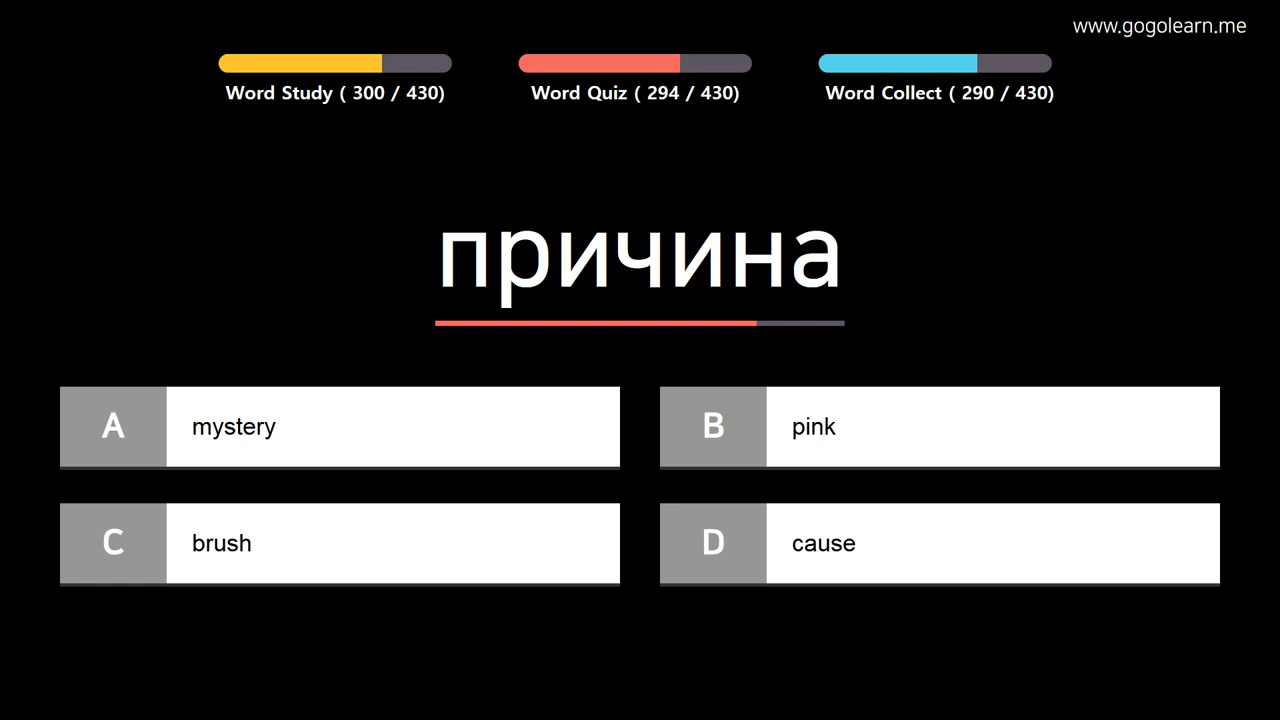 www.gogolearn.me
Word Study ( 300 / 430)
Word Quiz ( 294 / 430)
Word Collect ( 290 / 430)
причина
A mystery
B pink
C brush
D cause